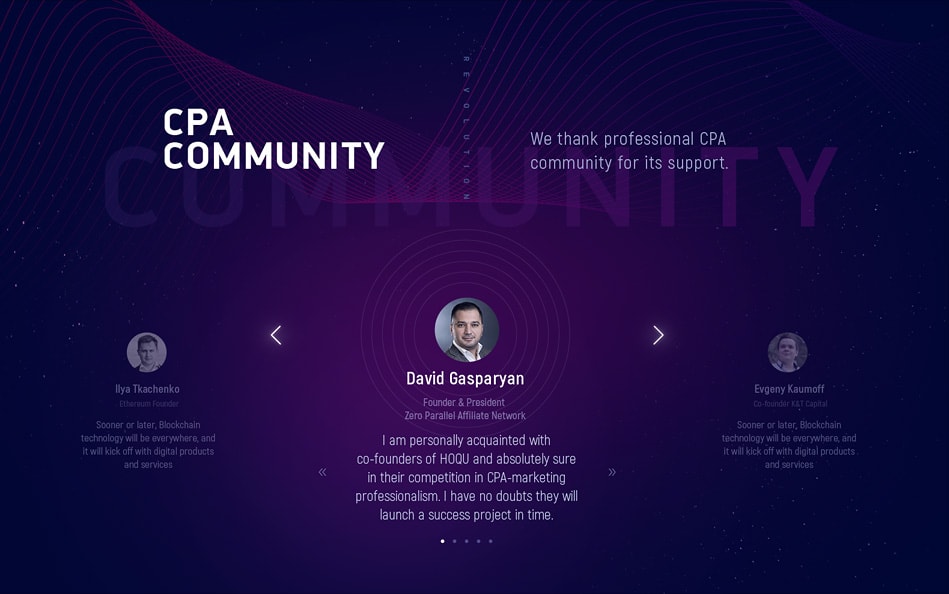 REVOLUTION
CPA
COMMUNITY
COMMUNITY
We thank professional CPA
community for its support.
David Gasparyan
Founder & President
Zero Parallel Affiliate Network
« I am personally acquainted with
co-founders of HOQU and absolutely sure
in their competition in CPA-marketing
professionalism. I have no doubts they will
launch a success project in time. »
Ilya Tkachenko
Ethereum Founder
Sooner or later, Blockchain
technology will be everywhere, and
it will kick off with digital products
and services
Evgeny Kaumoff
Co-founder K&T Capital
Sooner or later, Blockchain
technology will be everywhere, and
it will kick off with digital products
and services